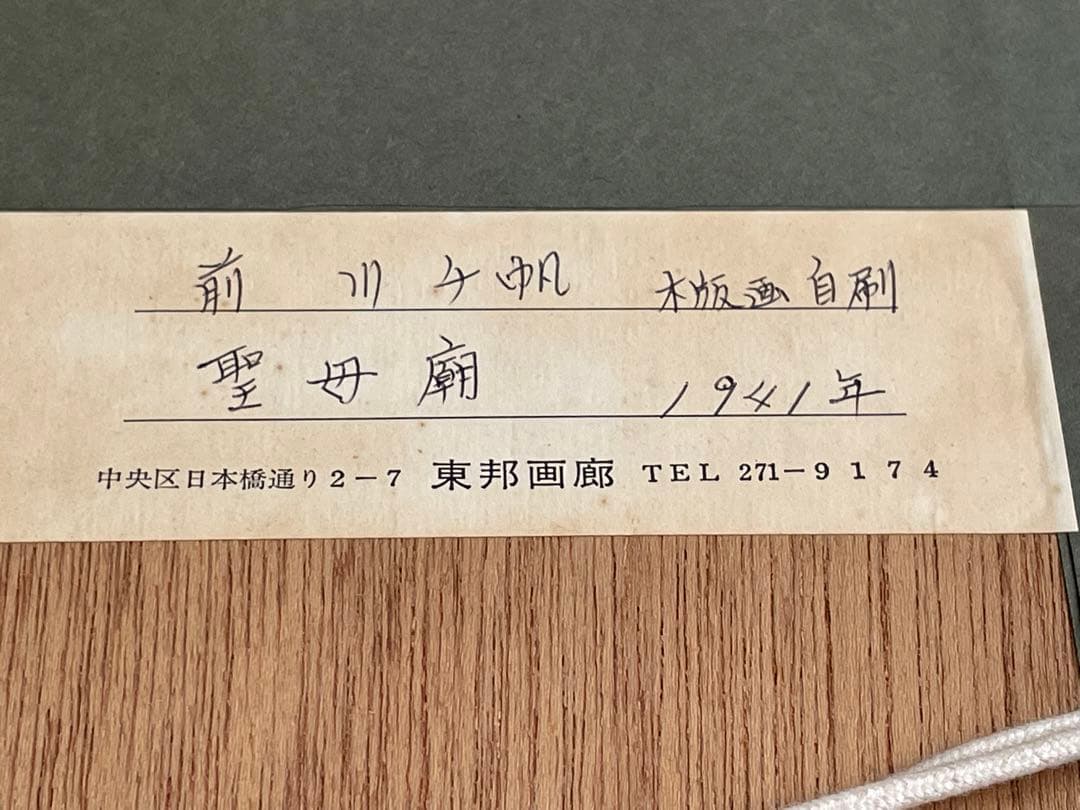 前川千帆 木版画自刷
聖母廟 1941年
中央区日本橋通り2-7 東邦画廊 TEL 271-9174